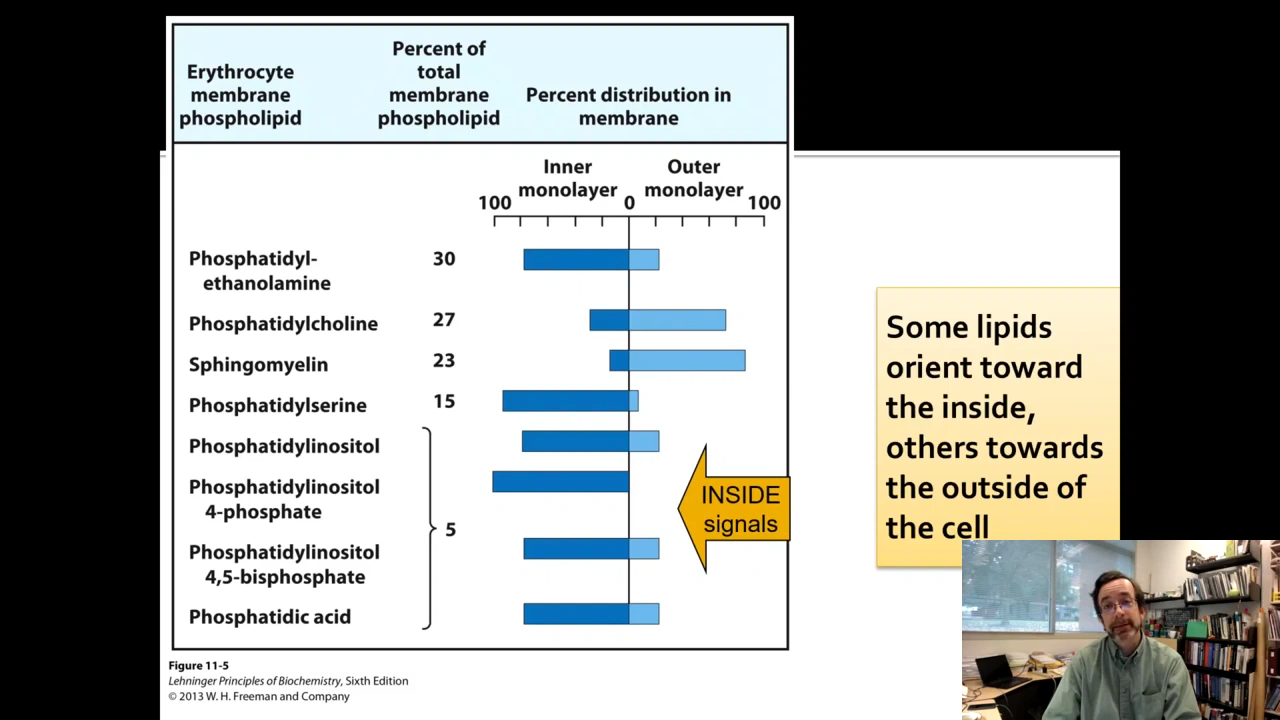 Erythrocyte
membrane
phospholipid
Percent of
total
membrane
phospholipid
Percent distribution in
membrane
Inner
monolayer
Outer
monolayer
100 0 100
Phosphatidyl-
ethanolamine
30
Phosphatidylcholine 27
Sphingomyelin 23
Phosphatidylserine 15
Phosphatidylinositol
Phosphatidylinositol
4-phosphate
5
Phosphatidylinositol
4,5-bisphosphate
Phosphatidic acid
INSIDE
signals
Some lipids
orient toward
the inside,
others towards
the outside of
the cell
Figure 11-5
Lehninger Principles of Biochemistry, Sixth Edition
© 2013 W. H. Freeman and Company